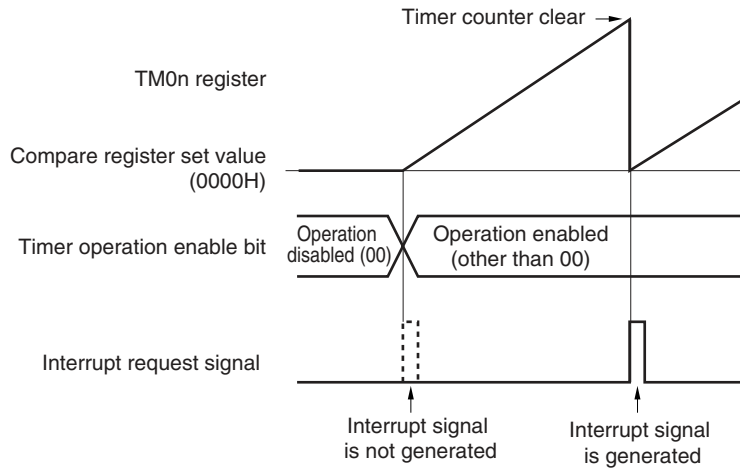 Timer counter clear
TM0n register
Compare register set value
(0000H)
Timer operation enable bit
Operation
disabled (00)
Operation enabled
(other than 00)
Interrupt request signal
Interrupt signal
is not generated
Interrupt signal
is generated